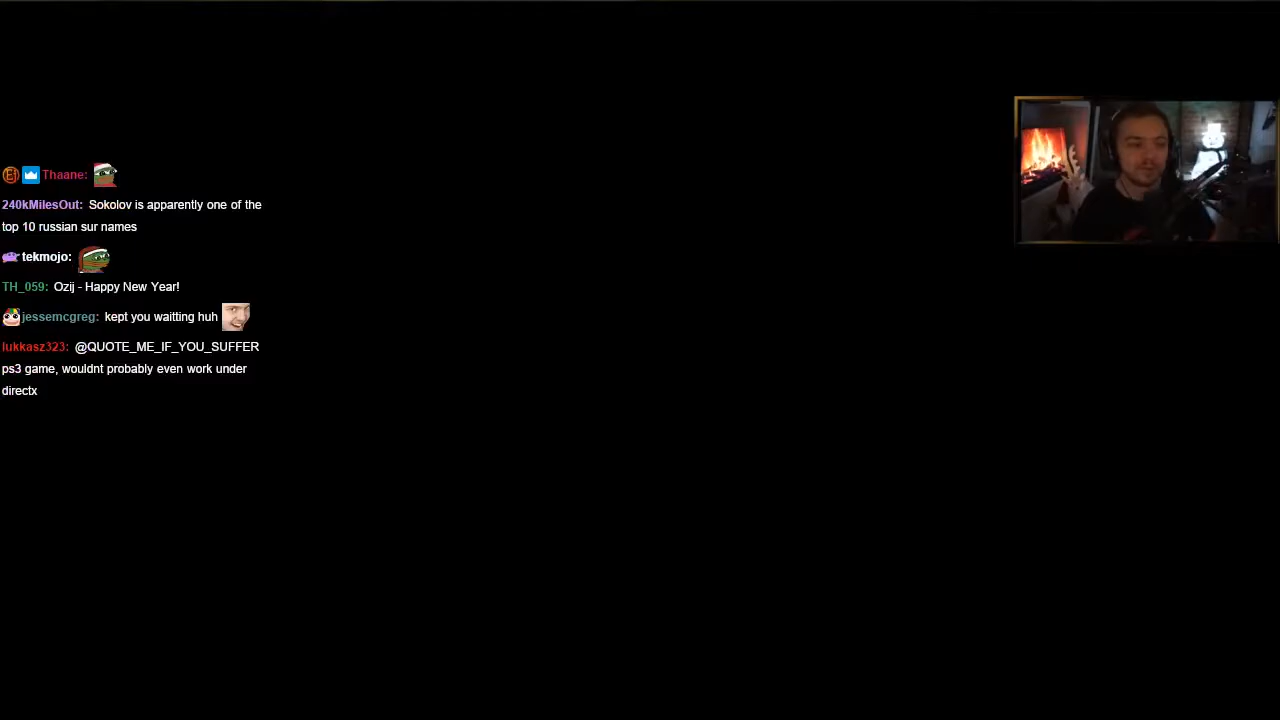 Thaane:
240kMilesOut: Sokolov is apparently one of the
top 10 russian sur names
tekmojo:
TH_059: Ozij - Happy New Year!
jessemcgreg: kept you waitting huh
lukkasz323: @QUOTE_ME_IF_YOU_SUFFER
ps3 game, wouldnt probably even work under
directx